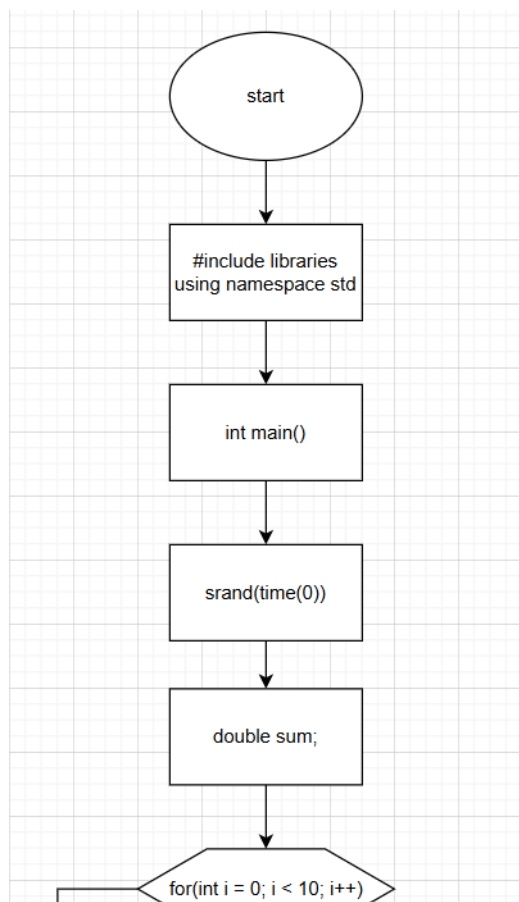 start
#include libraries
using namespace std
int main()
srand(time(0))
double sum;
for(int i = 0; i < 10; i++)